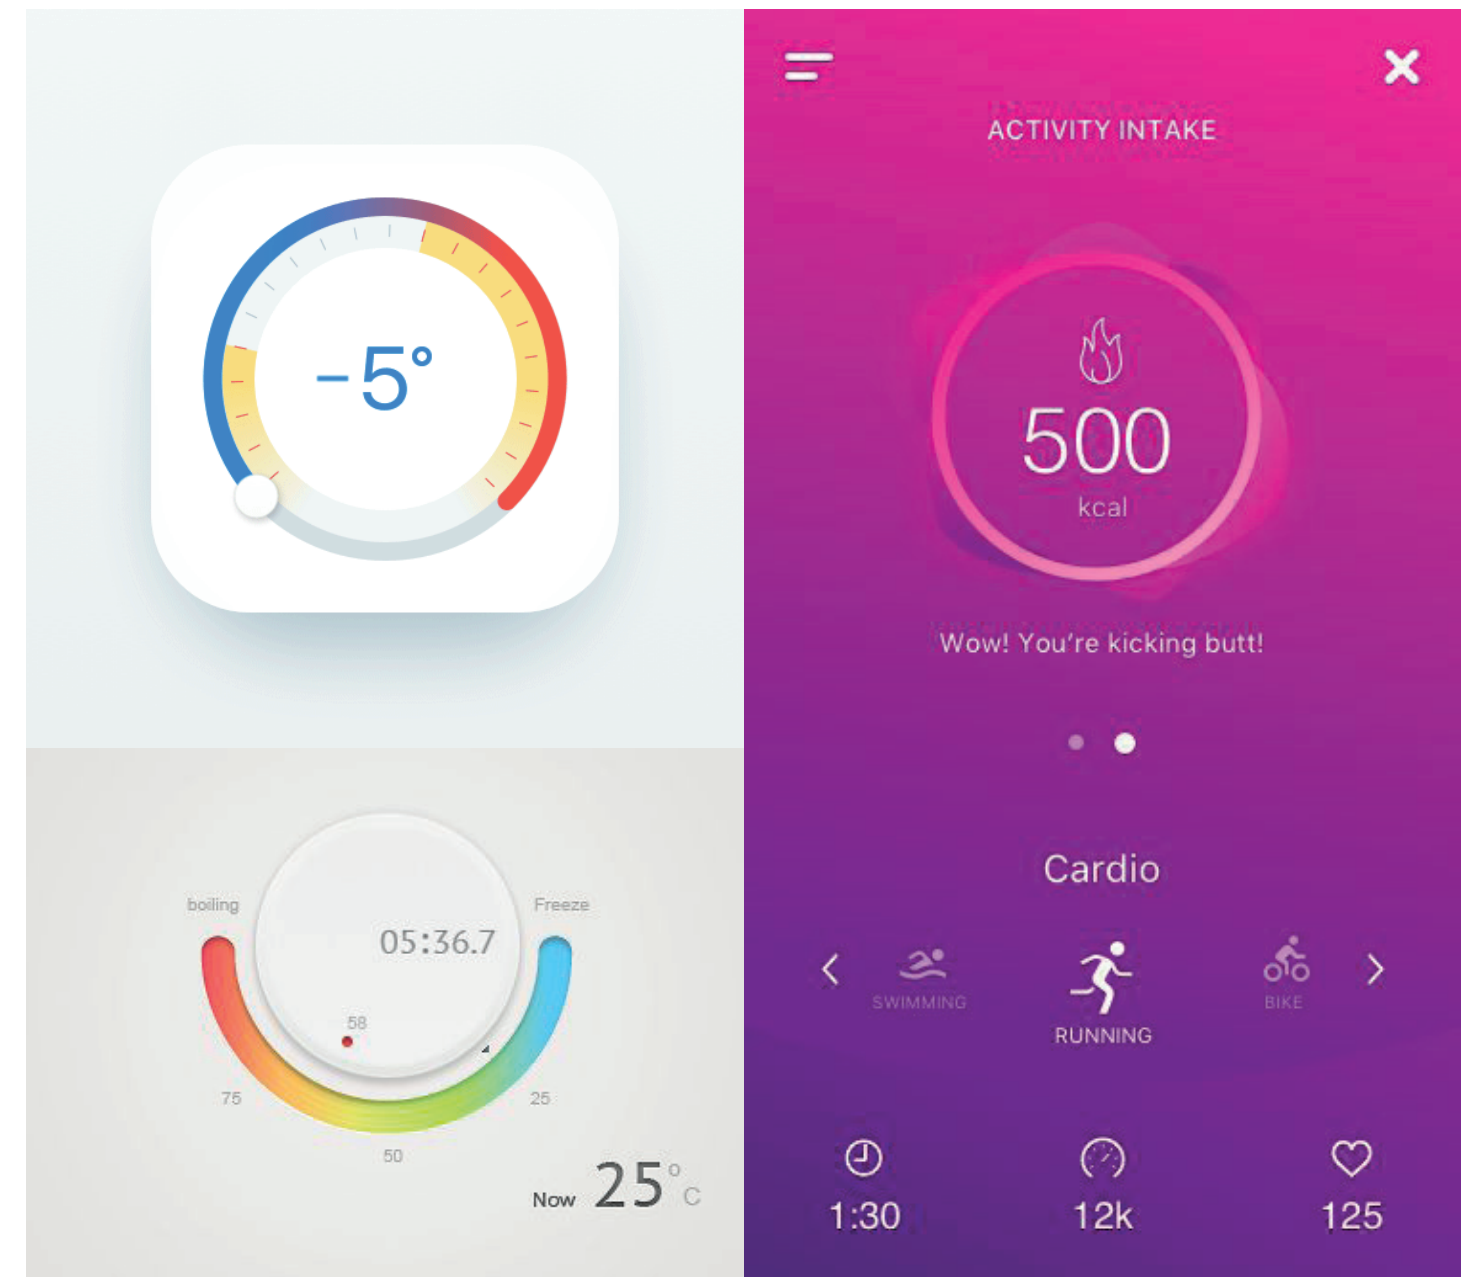 -5°
ACTIVITY INTAKE
500
kcal
Wow! You're kicking butt!
Cardio
SWIMMING
RUNNING
BIKE
1:30
12k
125
boiling
Freeze
05:36.7
58
75
25
50
Now 25°C